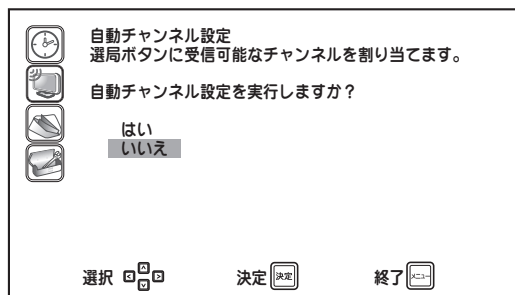 自動チャンネル設定
選局ボタンに受信可能なチャンネルを割り当てます。
自動チャンネル設定を実行しますか？
はい
いいえ
選択 決定 決定 終了 メニュー